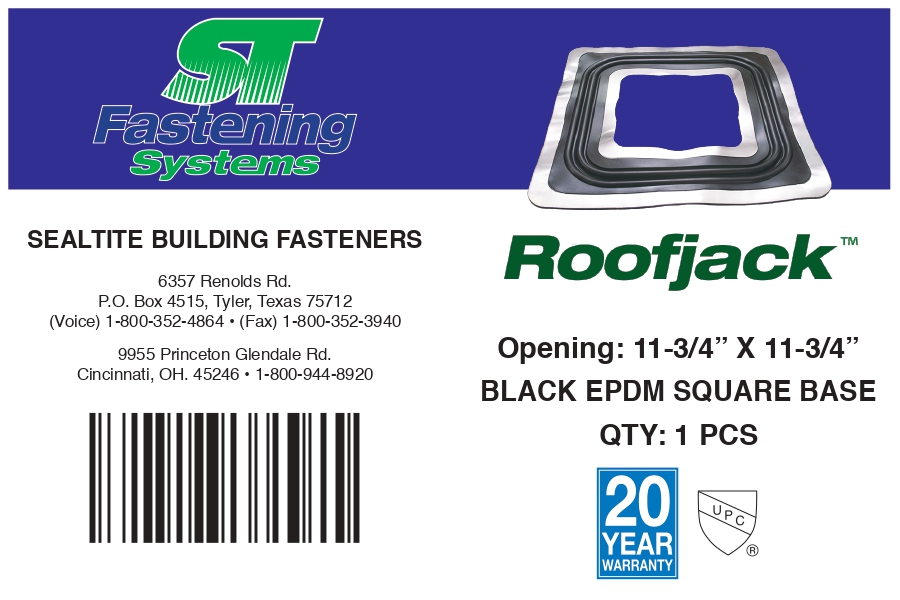 ST
Fastening
Systems
SEALTITE BUILDING FASTENERS
6357 Renolds Rd.
P.O. Box 4515, Tyler, Texas 75712
(Voice) 1-800-352-4864 • (Fax) 1-800-352-3940
9955 Princeton Glendale Rd.
Cincinnati, OH. 45246 • 1-800-944-8920
Roofjack™
Opening: 11-3/4” X 11-3/4”
BLACK EPDM SQUARE BASE
QTY: 1 PCS
20
YEAR
WARRANTY
UPC®